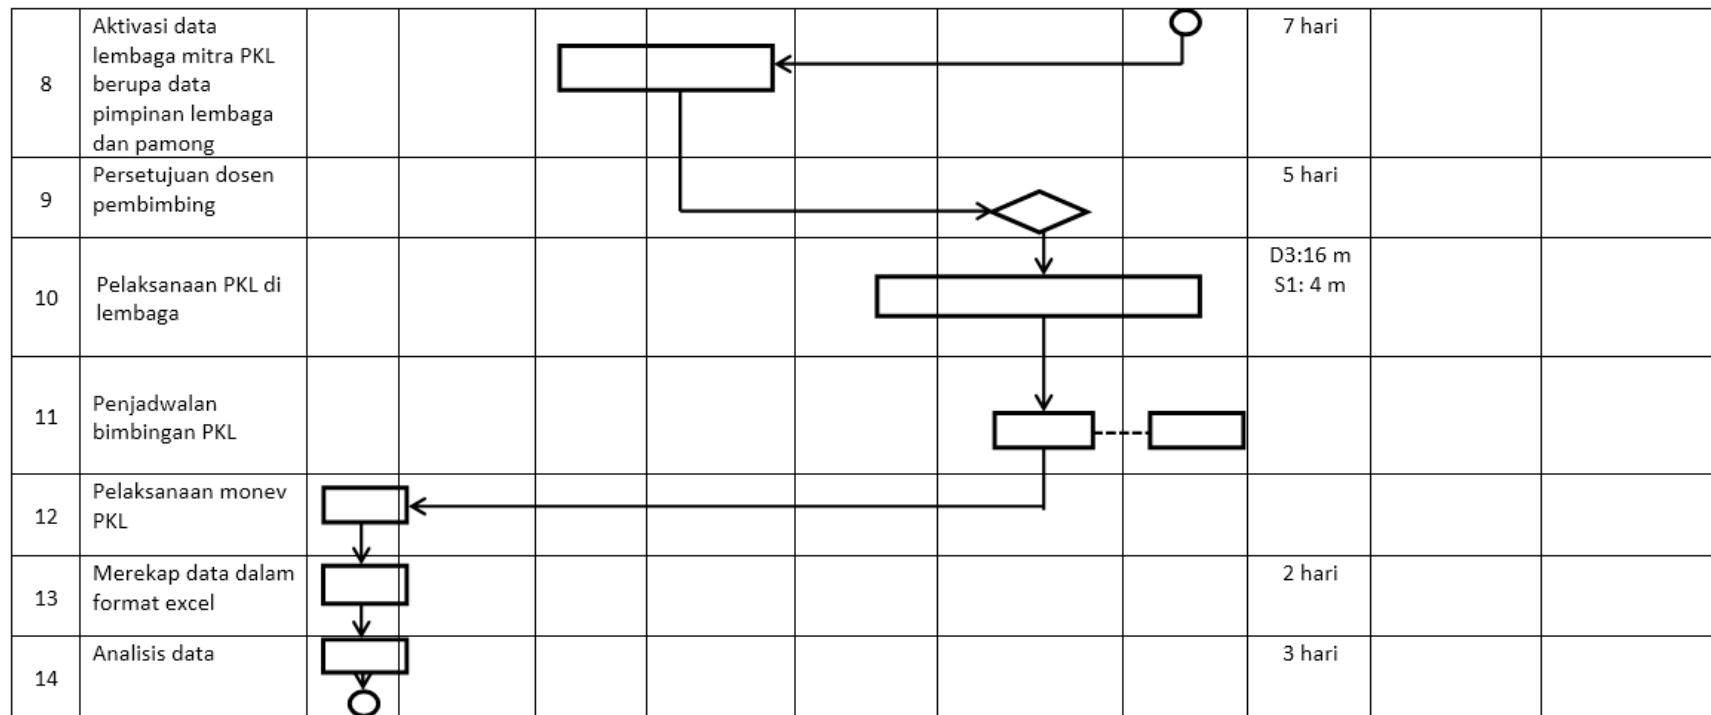 8
Aktivasi data
lembaga mitra PKL
berupa data
pimpinan lembaga
dan pamong
7 hari
9
Persetujuan dosen
pembimbing
5 hari
10
Pelaksanaan PKL di
lembaga
D3:16 m
S1: 4 m
11
Penjadwalan
bimbingan PKL
12
Pelaksanaan monev
PKL
13
Merekap data dalam
format excel
2 hari
14
Analisis data
3 hari